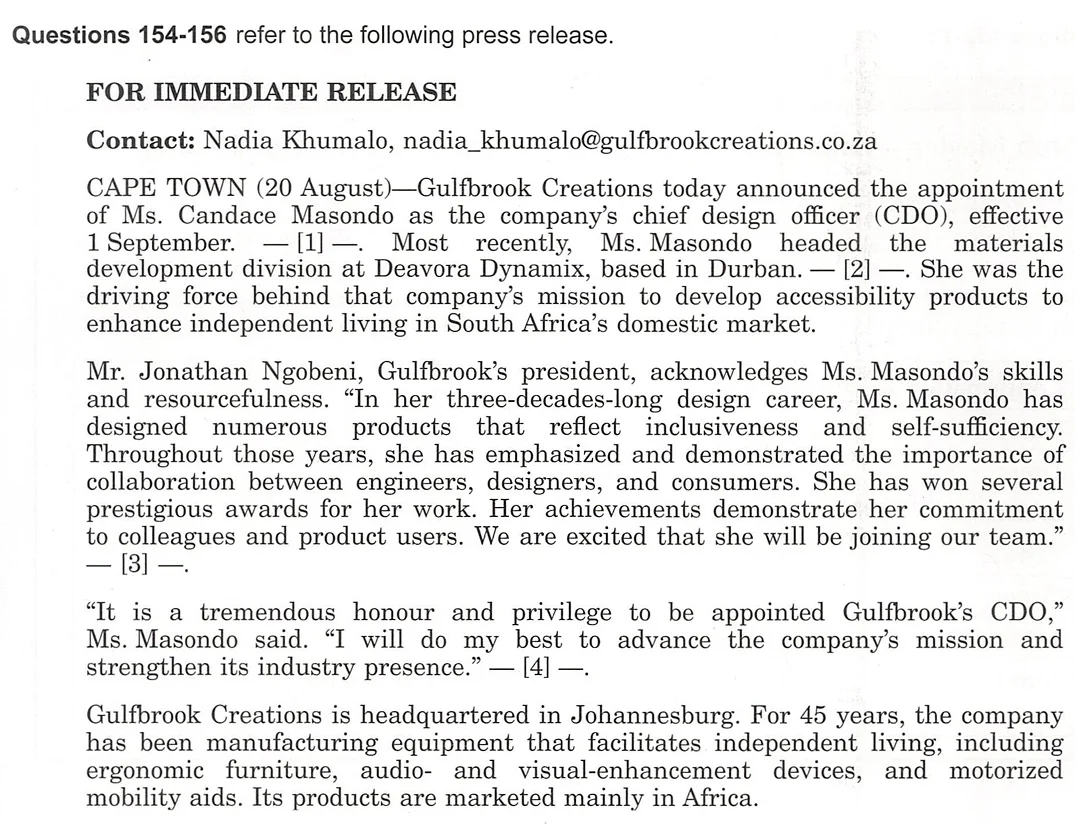 Questions 154-156 refer to the following press release.
FOR IMMEDIATE RELEASE
Contact: Nadia Khumalo, nadia_khumalo@gulfbrookcreations.co.za
CAPE TOWN (20 August)—Gulfbrook Creations today announced the appointment
of Ms. Candace Masondo as the company's chief design officer (CDO), effective
1 September. — [1] —. Most recently, Ms. Masondo headed the materials
development division at Deavora Dynamix, based in Durban. — [2] —. She was the
driving force behind that company's mission to develop accessibility products to
enhance independent living in South Africa's domestic market.
Mr. Jonathan Ngobeni, Gulfbrook's president, acknowledges Ms. Masondo's skills
and resourcefulness. “In her three-decades-long design career, Ms. Masondo has
designed numerous products that reflect inclusiveness and self-sufficiency.
Throughout those years, she has emphasized and demonstrated the importance of
collaboration between engineers, designers, and consumers. She has won several
prestigious awards for her work. Her achievements demonstrate her commitment
to colleagues and product users. We are excited that she will be joining our team.”
— [3] —.
“It is a tremendous honour and privilege to be appointed Gulfbrook's CDO,”
Ms. Masondo said. “I will do my best to advance the company's mission and
strengthen its industry presence.” — [4] —.
Gulfbrook Creations is headquartered in Johannesburg. For 45 years, the company
has been manufacturing equipment that facilitates independent living, including
ergonomic furniture, audio- and visual-enhancement devices, and motorized
mobility aids. Its products are marketed mainly in Africa.